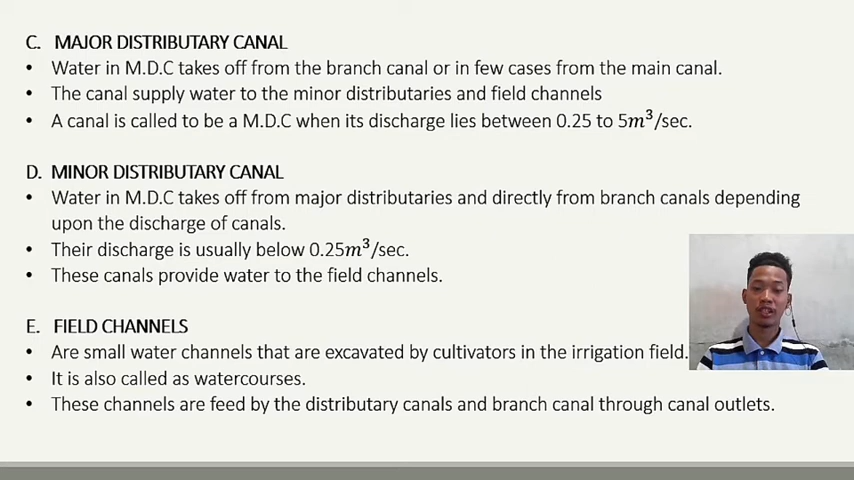 C. MAJOR DISTRIBUTARY CANAL
• Water in M.D.C takes off from the branch canal or in few cases from the main canal.
• The canal supply water to the minor distributaries and field channels
• A canal is called to be a M.D.C when its discharge lies between 0.25 to 5m³/sec.
D. MINOR DISTRIBUTARY CANAL
• Water in M.D.C takes off from major distributaries and directly from branch canals depending
upon the discharge of canals.
• Their discharge is usually below 0.25m³/sec.
• These canals provide water to the field channels.
E. FIELD CHANNELS
• Are small water channels that are excavated by cultivators in the irrigation field.
• It is also called as watercourses.
• These channels are feed by the distributary canals and branch canal through canal outlets.